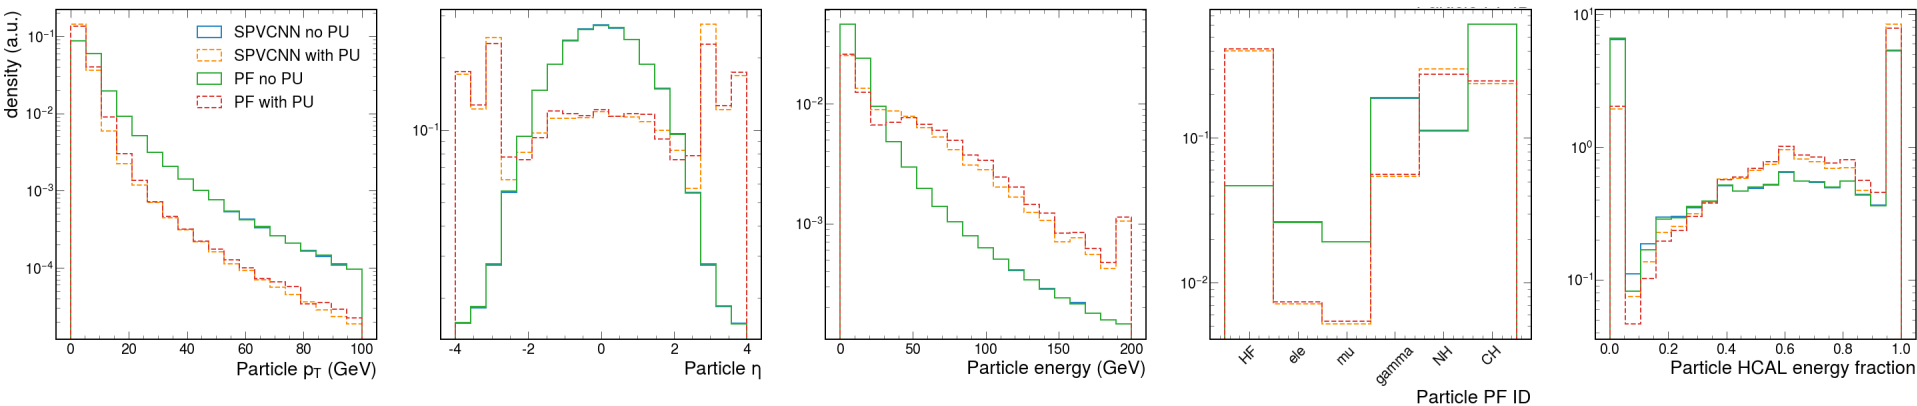 density (a.u.)
10⁻¹
10⁻²
10⁻³
10⁻⁴
SPVCNN no PU
SPVCNN with PU
PF no PU
PF with PU
0 20 40 60 80 100
Particle p_T (GeV)
10⁻¹
-4 -2 0 2 4
Particle η
10⁻²
10⁻³
0 50 100 150 200
Particle energy (GeV)
10⁻¹
10⁻²
HF ele mu gamma NH CH
Particle PF ID
10¹
10⁰
10⁻¹
0.0 0.2 0.4 0.6 0.8 1.0
Particle HCAL energy fraction